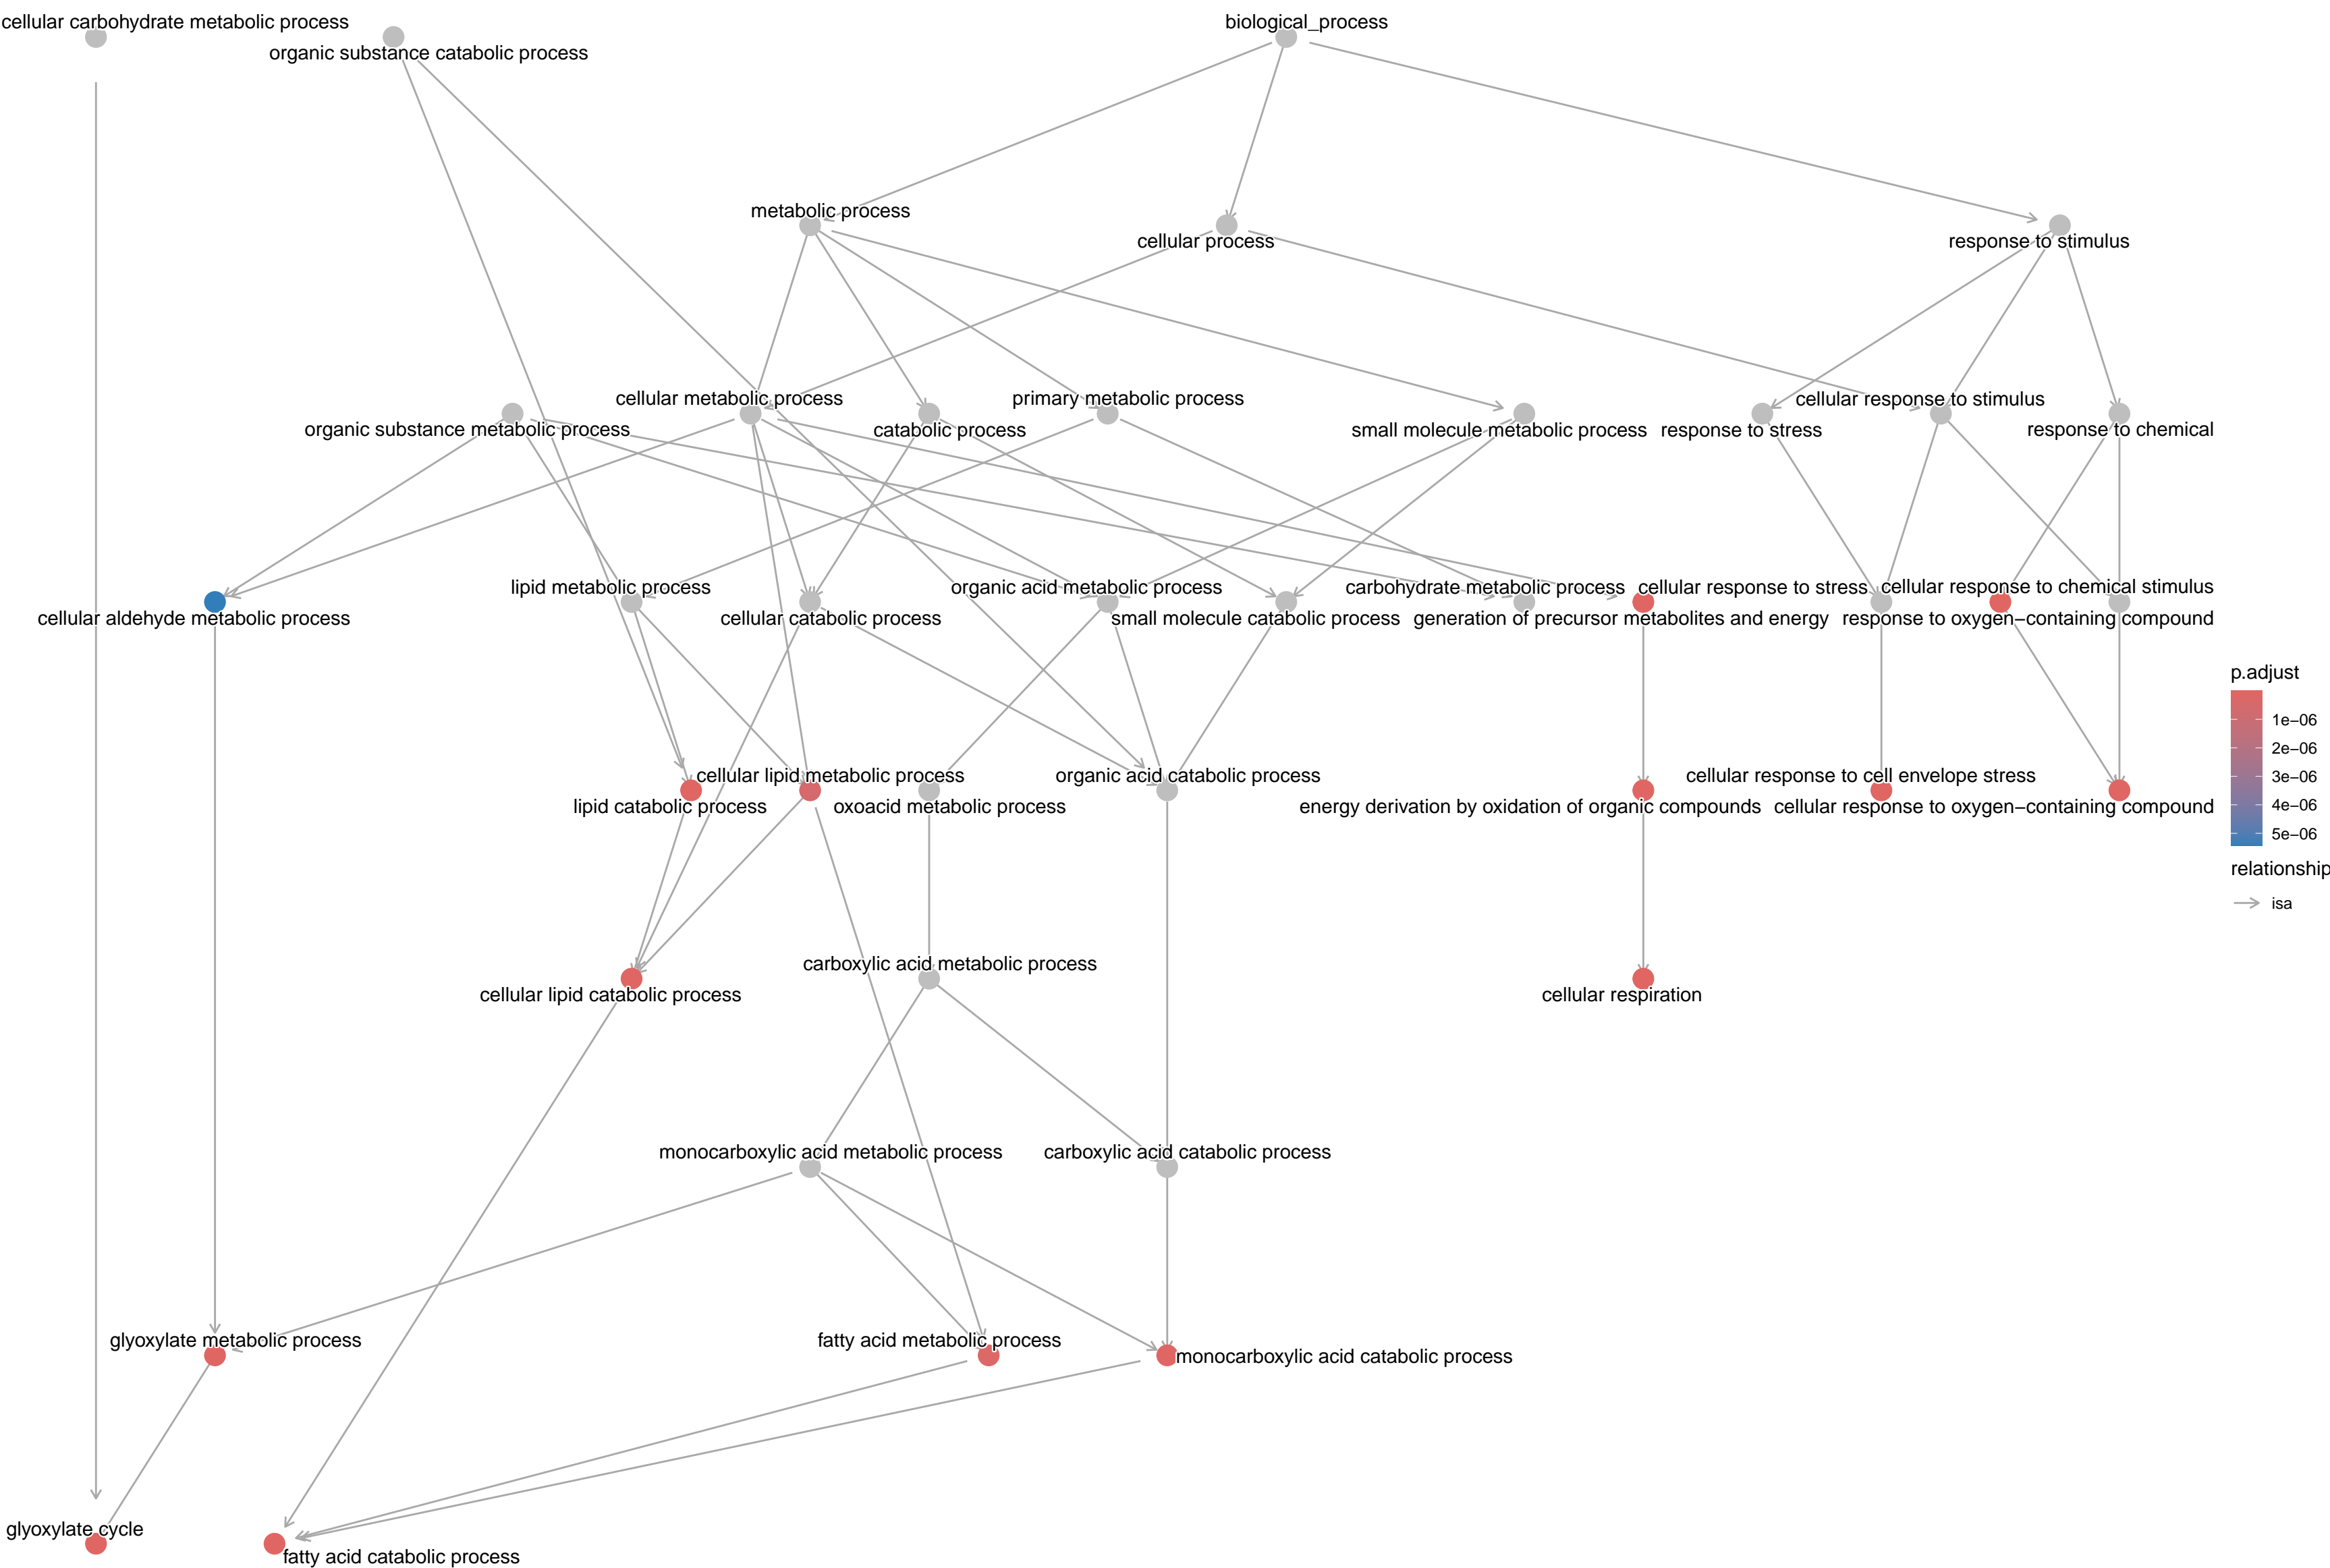 cellular carbohydrate metabolic process
biological_process
organic substance catabolic process
metabolic process
cellular process
response to stimulus
cellular metabolic process
primary metabolic process
cellular response to stimulus
organic substance metabolic process
catabolic process
small molecule metabolic process
response to stress
response to chemical
lipid metabolic process
organic acid metabolic process
carbohydrate metabolic process
cellular response to stress
cellular response to chemical stimulus
cellular aldehyde metabolic process
cellular catabolic process
small molecule catabolic process
generation of precursor metabolites and energy
response to oxygen−containing compound
p.adjust
1e−06
2e−06
3e−06
4e−06
5e−06
relationship
isa
cellular lipid metabolic process
organic acid catabolic process
cellular response to cell envelope stress
lipid catabolic process
oxoacid metabolic process
energy derivation by oxidation of organic compounds
cellular response to oxygen−containing compound
carboxylic acid metabolic process
cellular lipid catabolic process
cellular respiration
monocarboxylic acid metabolic process
carboxylic acid catabolic process
glyoxylate metabolic process
fatty acid metabolic process
monocarboxylic acid catabolic process
glyoxylate cycle
fatty acid catabolic process